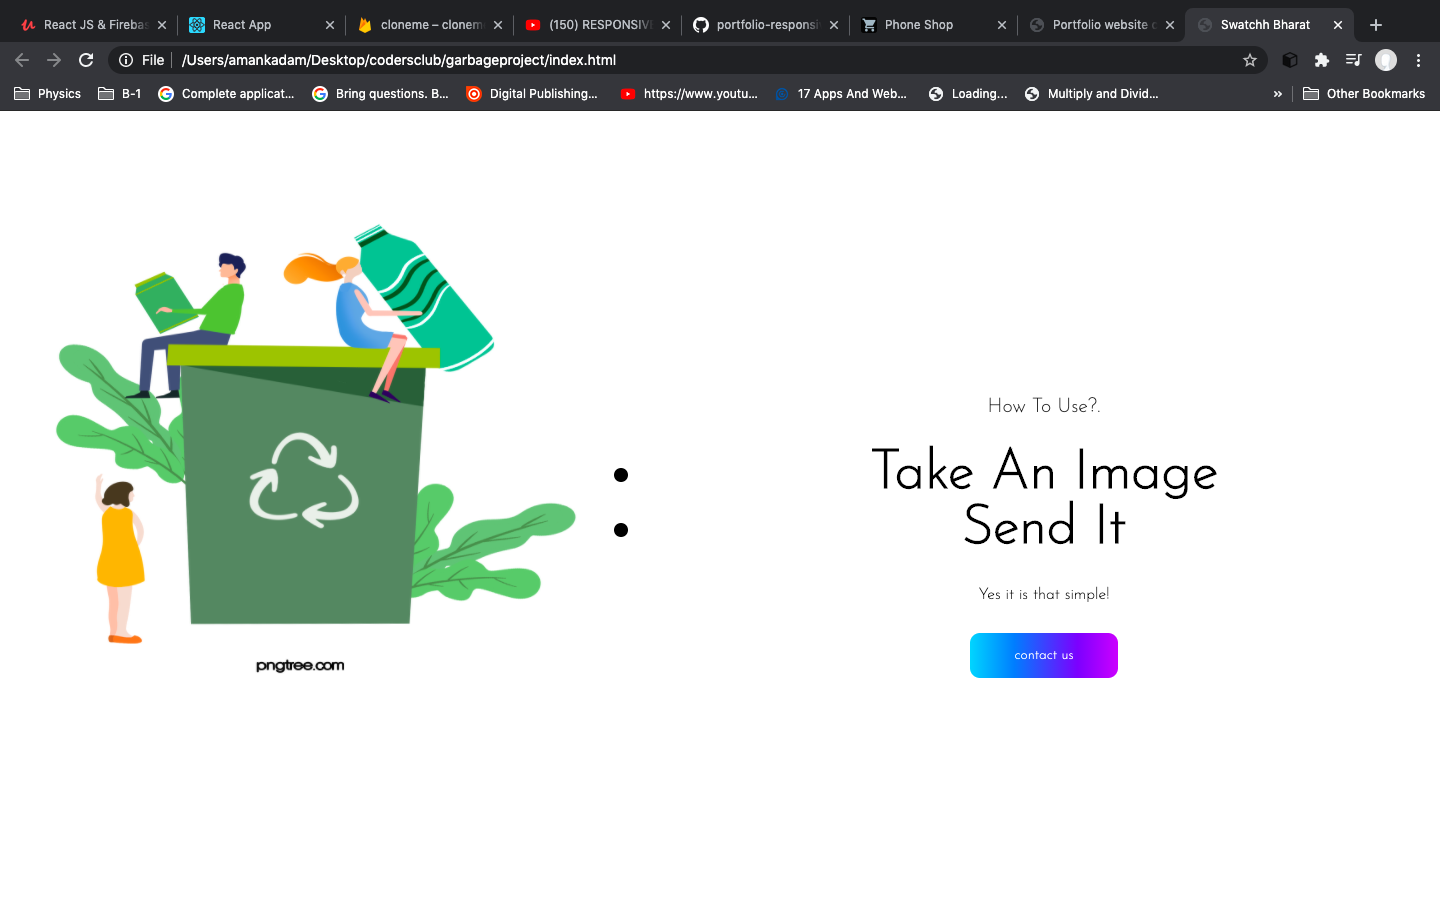 React JS & Firebas
React App
cloneme – cloneme
(150) RESPONSIVE
portfolio-responsi
Phone Shop
Portfolio website c
Swatchh Bharat
File
/Users/amankadam/Desktop/codersclub/garbageproject/index.html
Physics
B-1
Complete applicat...
Bring questions. B...
Digital Publishing...
https://www.youtu...
17 Apps And Web...
Loading...
Multiply and Divid...
»
Other Bookmarks
How To Use?.
• Take An Image
• Send It
Yes it is that simple!
contact us
pngtree.com